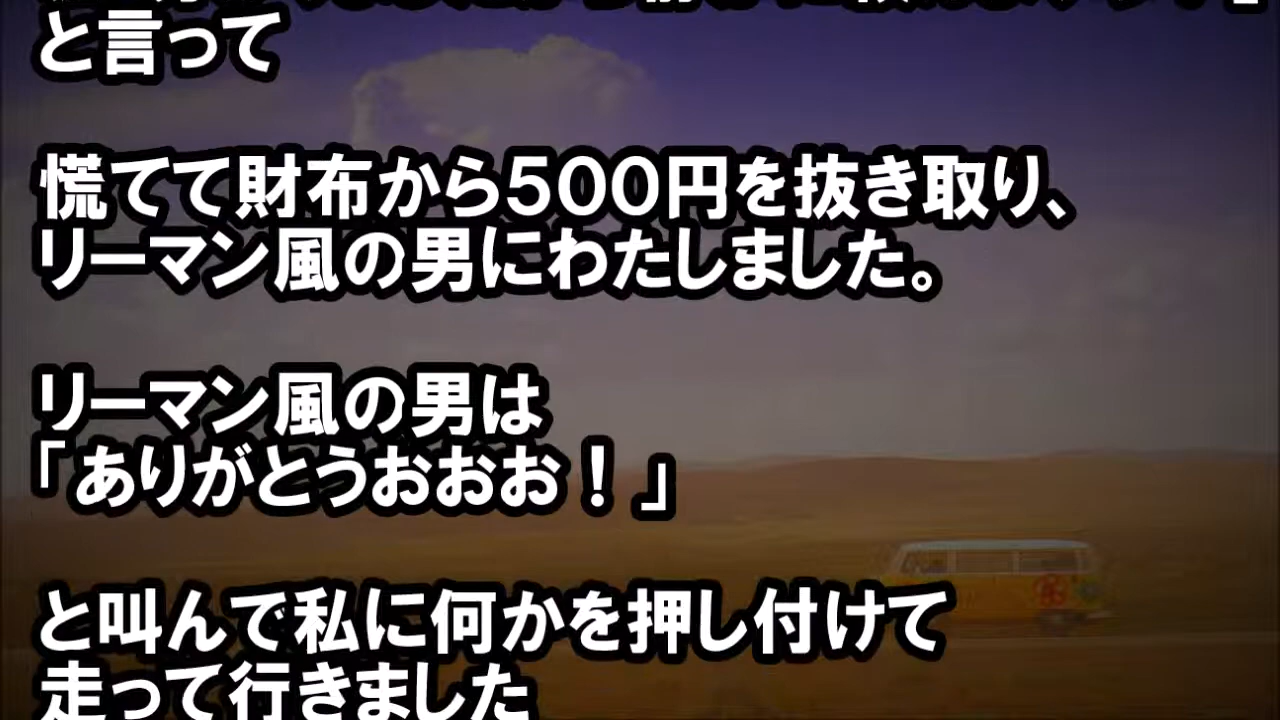 と言って
慌てて財布から５００円を抜き取り、
リーマン風の男にわたしました。
リーマン風の男は
「ありがとうおおお！」
と叫んで私に何かを押し付けて
走って行きました